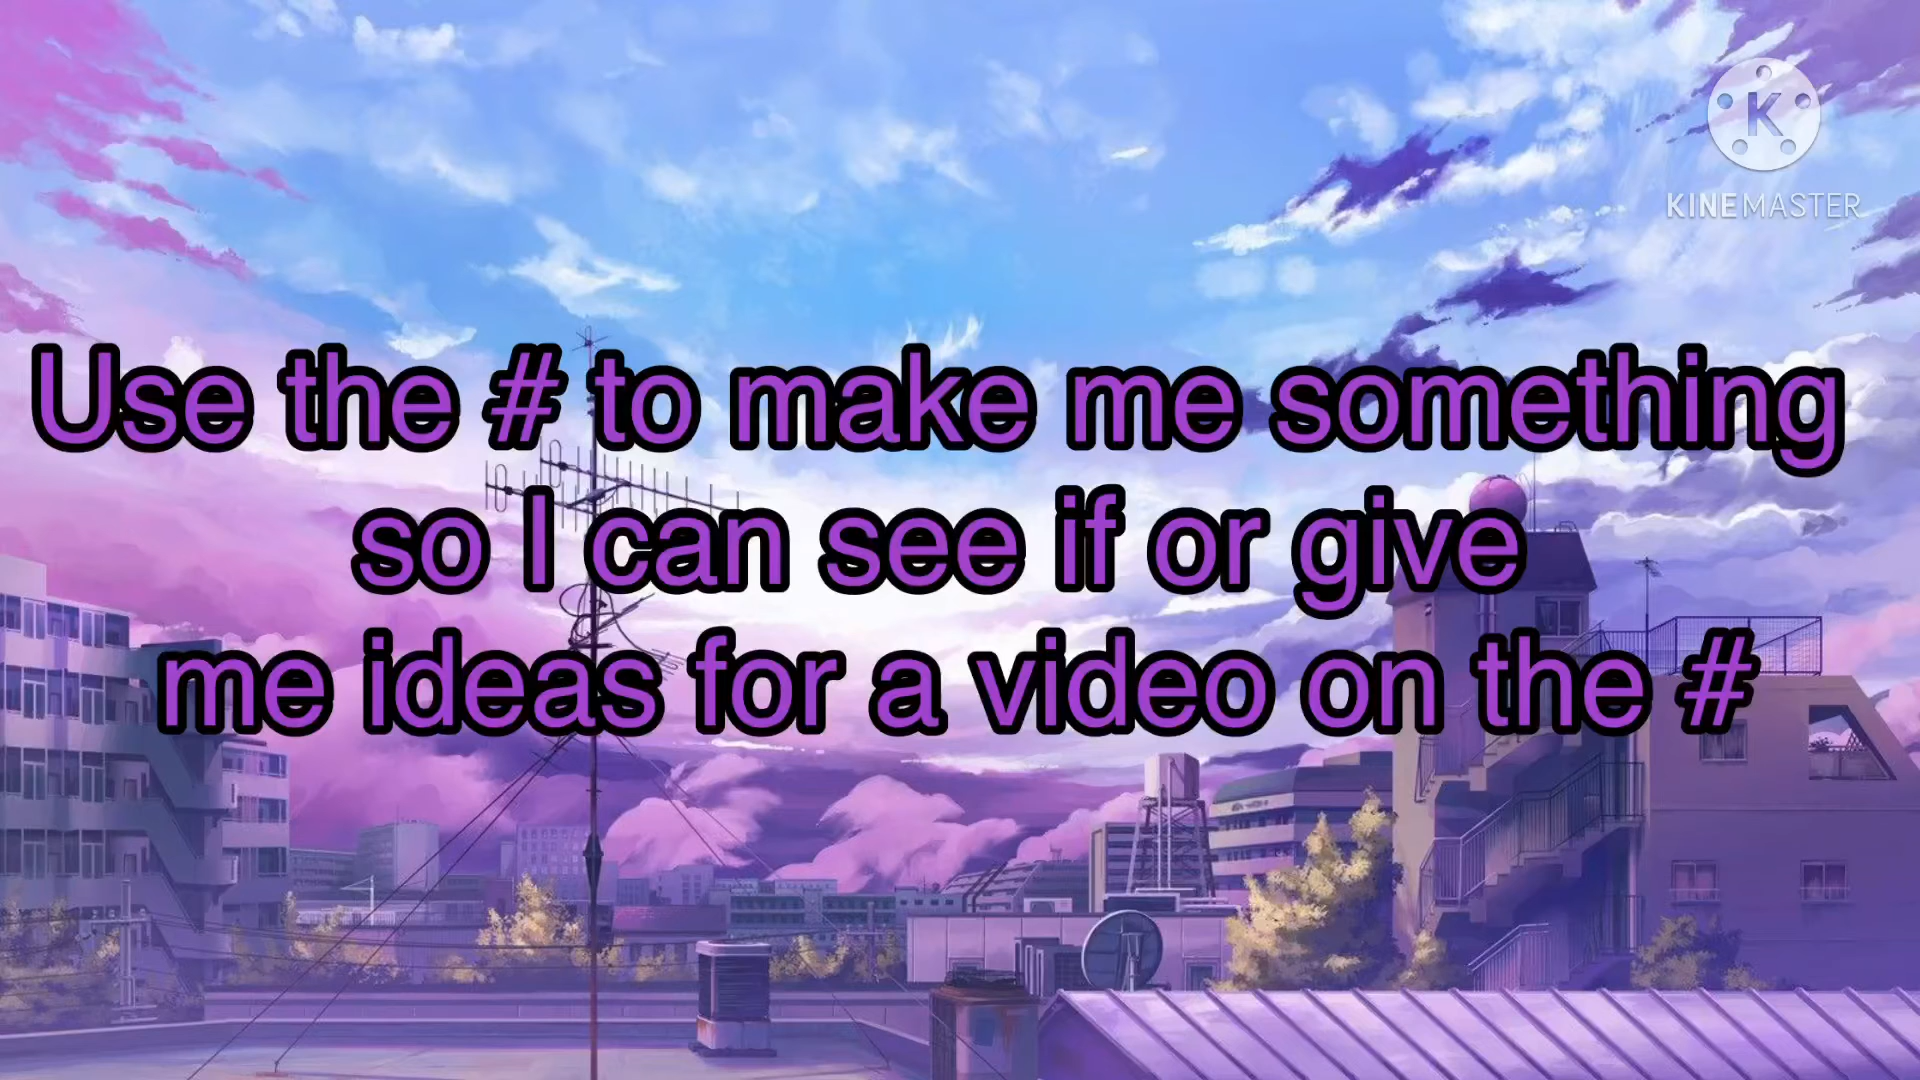 K
KINEMASTER
Use the # to make me something
so I can see if or give
me ideas for a video on the #